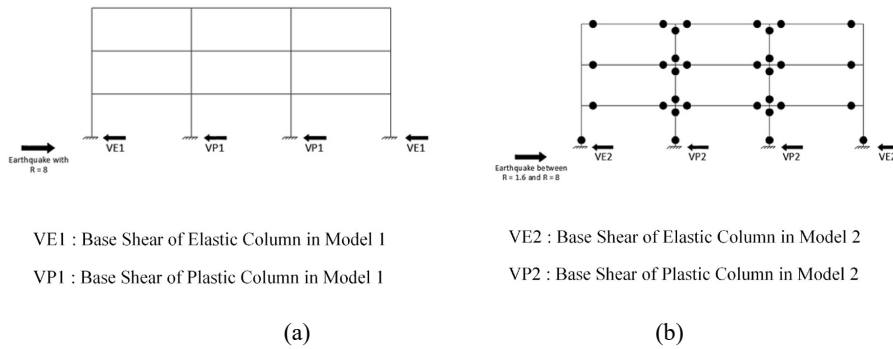 VE1
VP1
VP1
VE1
Earthquake with
R = 8
VE1 : Base Shear of Elastic Column in Model 1
VP1 : Base Shear of Plastic Column in Model 1
(a)
VE2
VP2
VP2
VE2
Earthquake between
R = 1.6 and R = 8
VE2 : Base Shear of Elastic Column in Model 2
VP2 : Base Shear of Plastic Column in Model 2
(b)